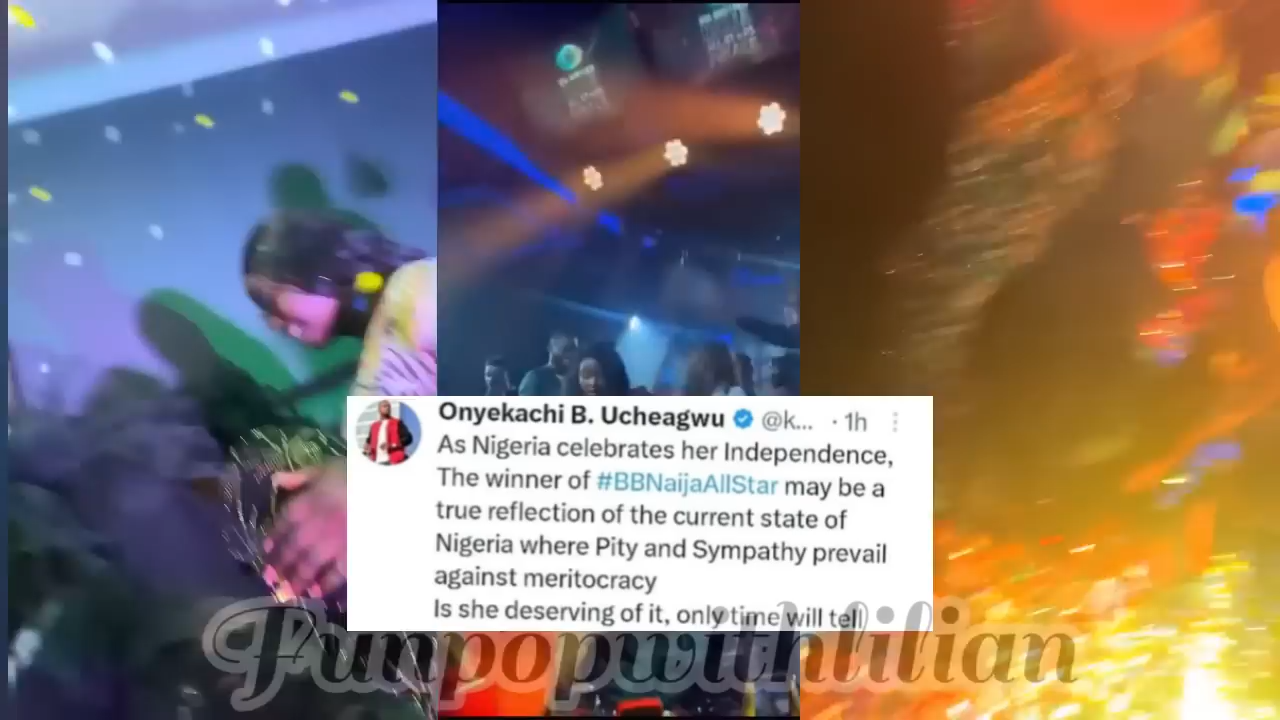 Onyekachi B. Ucheagwu @k... · 1h
As Nigeria celebrates her Independence,
The winner of #BBNaijaAllStar may be a
true reflection of the current state of
Nigeria where Pity and Sympathy prevail
against meritocracy
Is she deserving of it, only time will tell
Funpopwithlilian